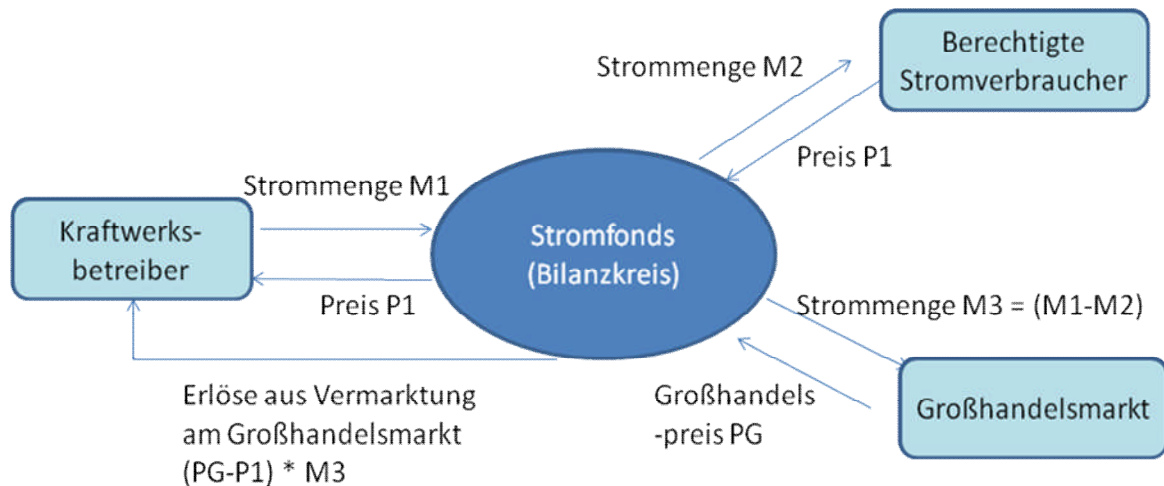 Strommenge M2
Berechtigte
Stromverbraucher
Preis P1
Strommenge M1
Kraftwerks-
betreiber
Preis P1
Stromfonds
(Bilanzkreis)
Strommenge M3 = (M1-M2)
Erlöse aus Vermarktung
am Großhandelsmarkt
(PG-P1) * M3
Großhandels
-preis PG
Großhandelsmarkt